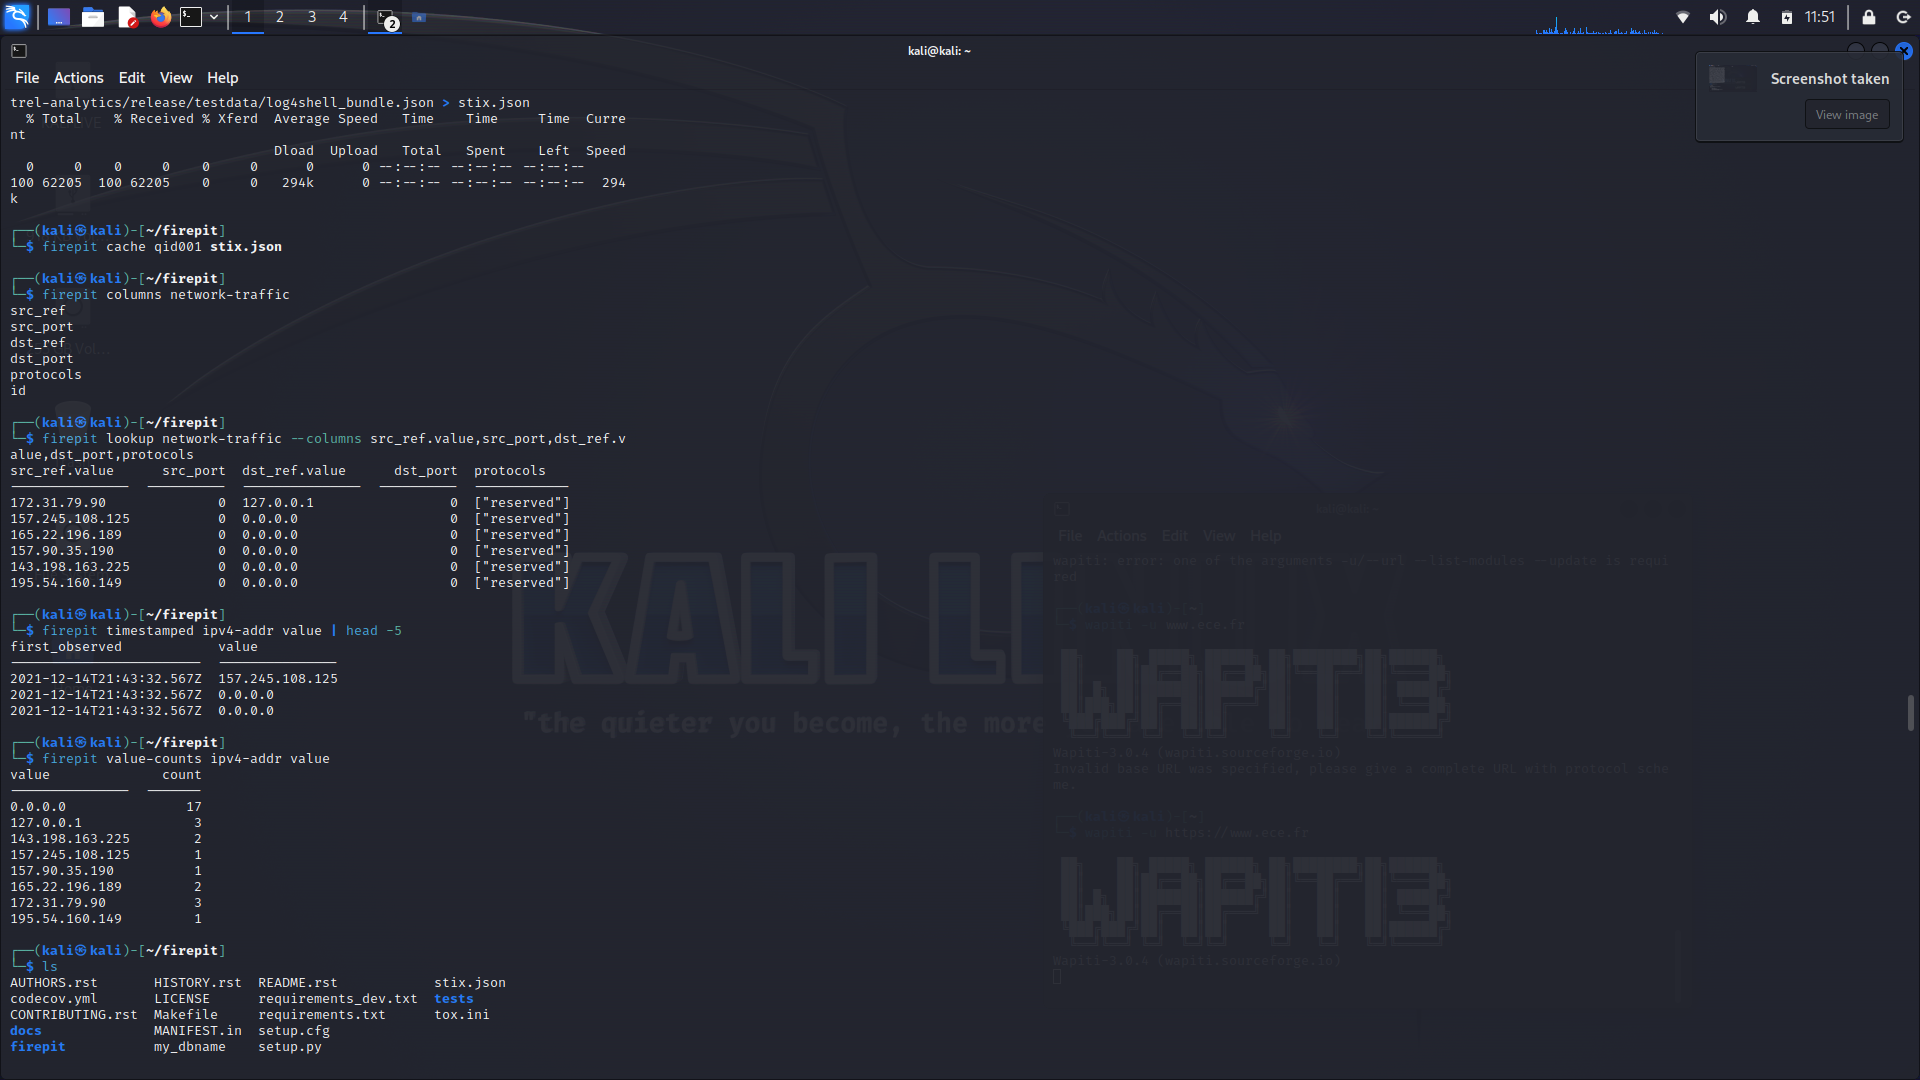 1 2 3 4 2 11:51
kali@kali: ~
File Actions Edit View Help
Screenshot taken
View image
trel-analytics/release/testdata/log4shell_bundle.json > stix.json
  % Total    % Received % Xferd  Average Speed   Time    Time     Time  Curre
nt
                                 Dload  Upload   Total   Spent    Left  Speed
  0     0    0     0    0     0      0      0 --:--:-- --:--:-- --:--:--
100 62205  100 62205    0     0   294k      0 --:--:-- --:--:-- --:--:--  294
k
┌──(kali㉿kali)-[~/firepit]
└─$ firepit cache qid001 stix.json
┌──(kali㉿kali)-[~/firepit]
└─$ firepit columns network-traffic
src_ref
src_port
dst_ref
dst_port
protocols
id
┌──(kali㉿kali)-[~/firepit]
└─$ firepit lookup network-traffic --columns src_ref.value,src_port,dst_ref.v
alue,dst_port,protocols
src_ref.value      src_port  dst_ref.value      dst_port  protocols
172.31.79.90              0  127.0.0.1                 0  ["reserved"]
157.245.108.125           0  0.0.0.0                   0  ["reserved"]
165.22.196.189            0  0.0.0.0                   0  ["reserved"]
157.90.35.190             0  0.0.0.0                   0  ["reserved"]
143.198.163.225           0  0.0.0.0                   0  ["reserved"]
195.54.160.149            0  0.0.0.0                   0  ["reserved"]
┌──(kali㉿kali)-[~/firepit]
└─$ firepit timestamped ipv4-addr value | head -5
first_observed            value
2021-12-14T21:43:32.567Z  157.245.108.125
2021-12-14T21:43:32.567Z  0.0.0.0
2021-12-14T21:43:32.567Z  0.0.0.0
┌──(kali㉿kali)-[~/firepit]
└─$ firepit value-counts ipv4-addr value
value              count
0.0.0.0               17
127.0.0.1              3
143.198.163.225        2
157.245.108.125        1
157.90.35.190          1
165.22.196.189         2
172.31.79.90           3
195.54.160.149         1
┌──(kali㉿kali)-[~/firepit]
└─$ ls
AUTHORS.rst       HISTORY.rst  README.rst            stix.json
codecov.yml       LICENSE      requirements_dev.txt  tests
CONTRIBUTING.rst  Makefile     requirements.txt      tox.ini
docs              MANIFEST.in  setup.cfg
firepit           my_dbname    setup.py
KALI LI
"the quieter you become, the more
kali@kali: ~
File Actions Edit View Help
wapiti: error: one of the arguments -u/--url --list-modules --update is requi
red
┌──(kali㉿kali)-[~]
└─$ wapiti -u www.ece.fr
WAPITI3
Wapiti-3.0.4 (wapiti.sourceforge.io)
Invalid base URL was specified, please give a complete URL with protocol sche
me.
┌──(kali㉿kali)-[~]
└─$ wapiti -u https://www.ece.fr
WAPITI3
Wapiti-3.0.4 (wapiti.sourceforge.io)